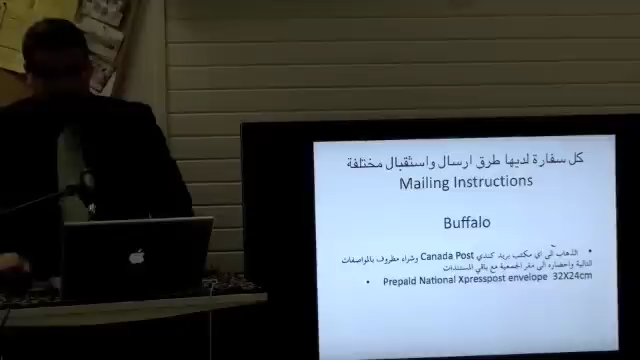 كل سفارة لديها طرق ارسال واستقبال مختلفة
Mailing Instructions
Buffalo
• الذهاب الى اي مكتب بريد كندي Canada Post وشراء مظروف بالمواصفات
التالية واحضاره الى مقر الجمعية مع باقي المستندات
• Prepaid National Xpresspost envelope 32X24cm